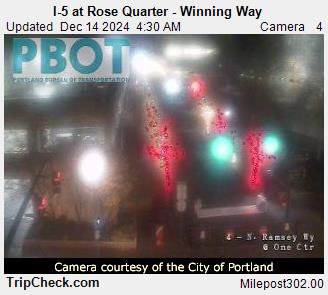 I-5 at Rose Quarter - Winning Way
Updated Dec 14 2024 4:30 AM Camera 4
PBOT
PORTLAND BUREAU OF TRANSPORTATION
4 - N. Ramsey Wy
@ One Ctr
Camera courtesy of the City of Portland
TripCheck.com Milepost302.00